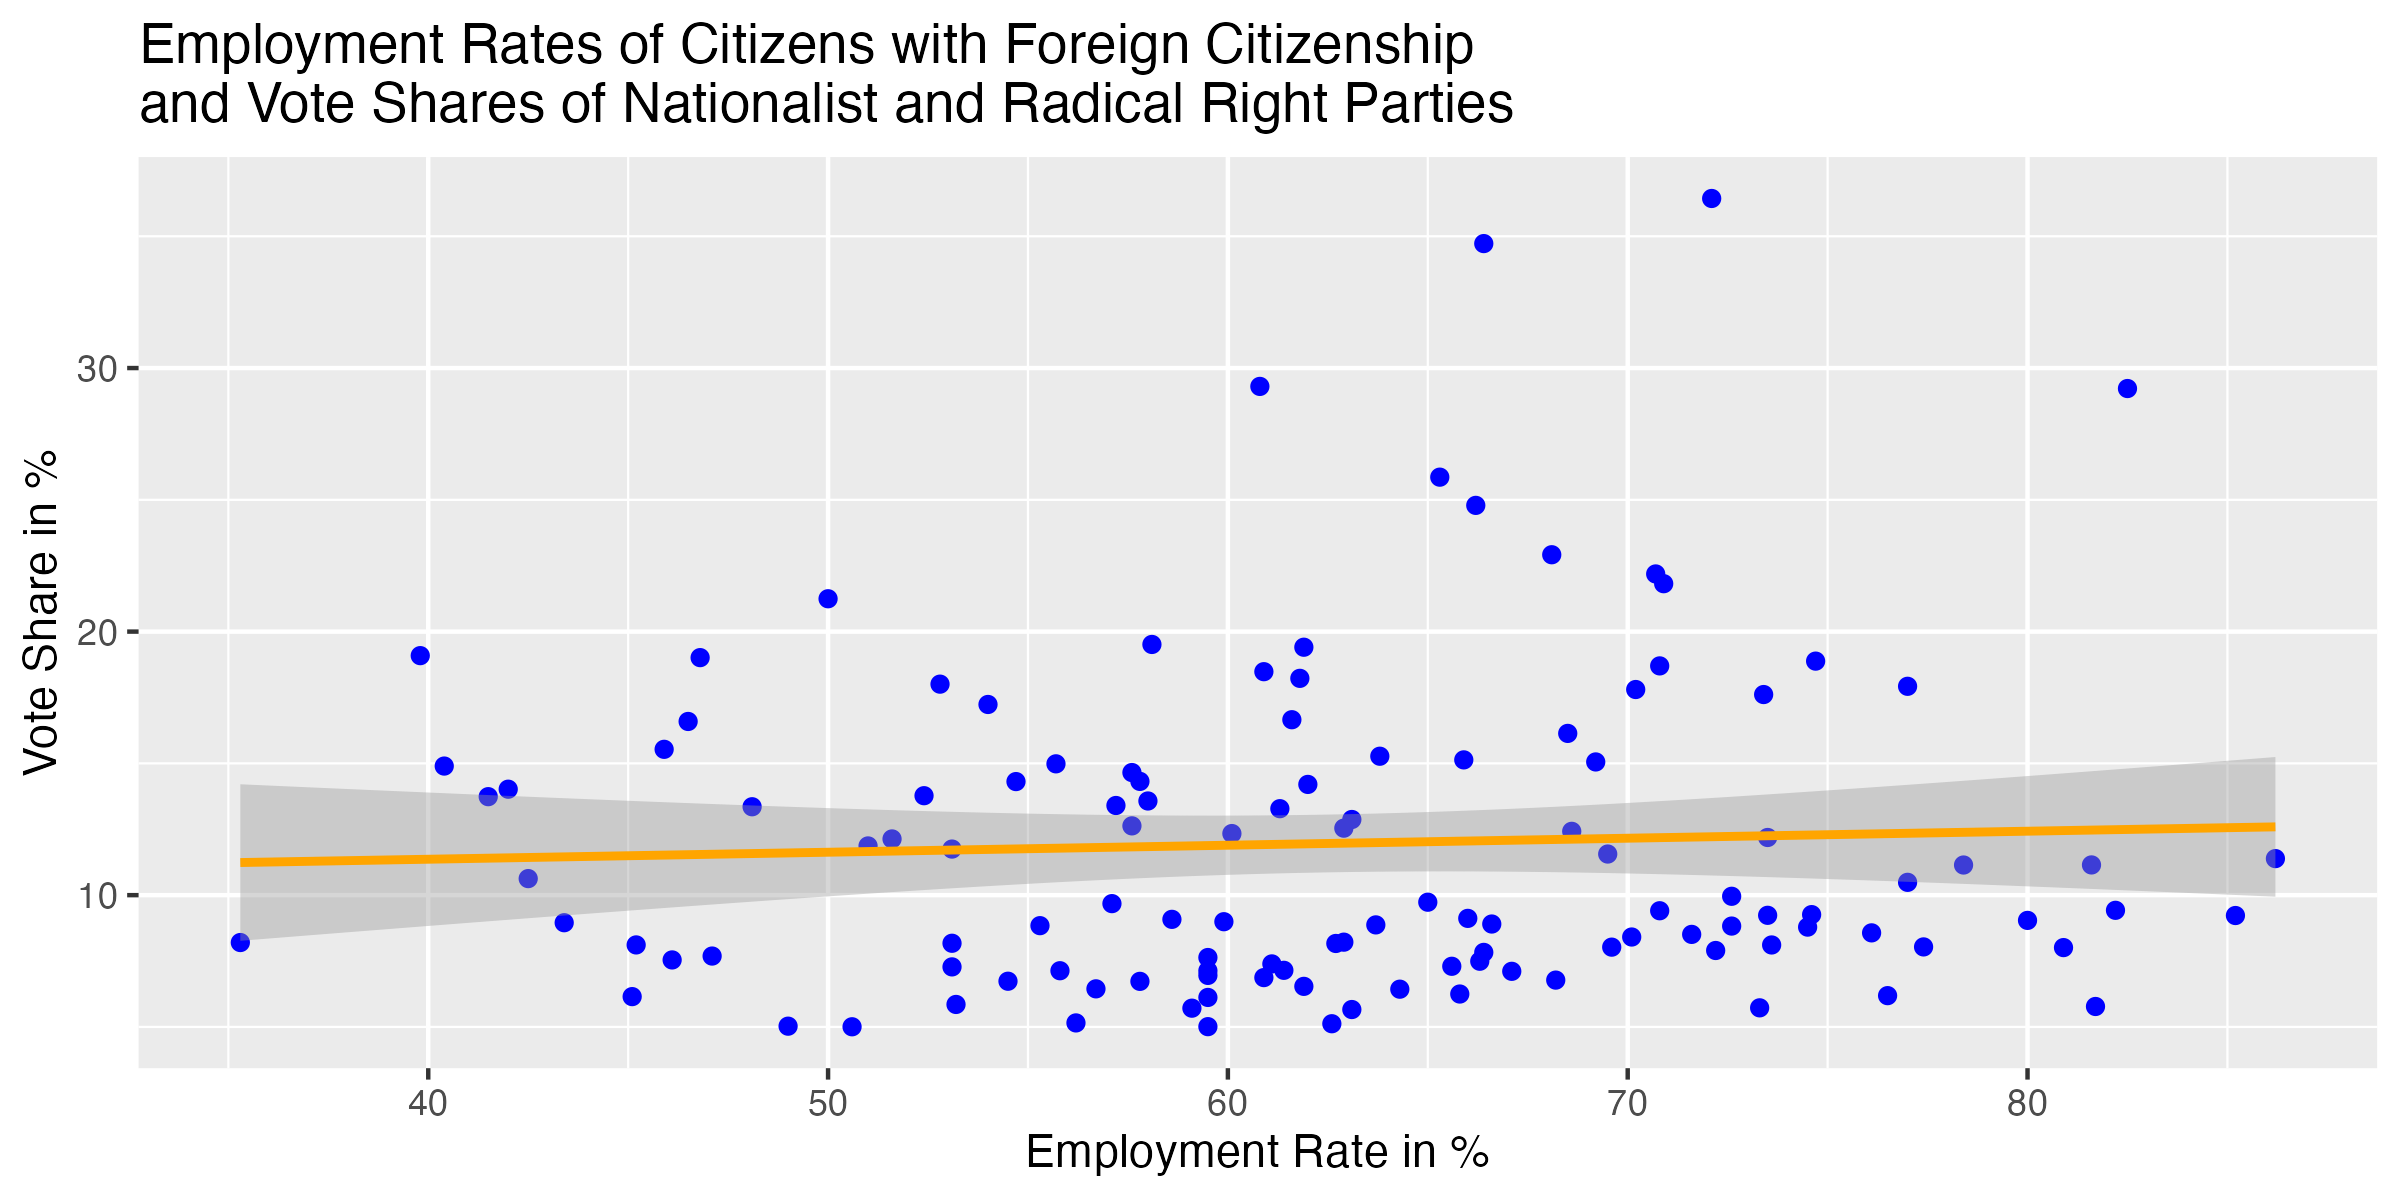 Employment Rates of Citizens with Foreign Citizenship
and Vote Shares of Nationalist and Radical Right Parties
Vote Share in %
30
20
10
40 50 60 70 80
Employment Rate in %